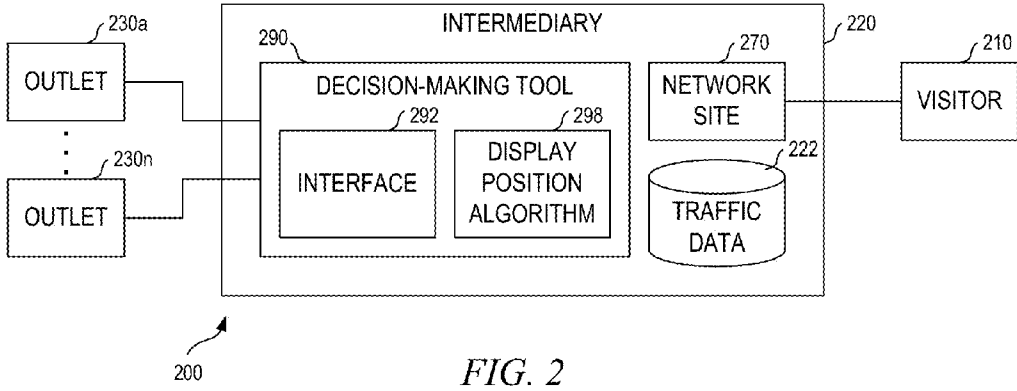 230a
OUTLET
230n
OUTLET
INTERMEDIARY
220
290
DECISION-MAKING TOOL
292
INTERFACE
298
DISPLAY
POSITION
ALGORITHM
270
NETWORK
SITE
222
TRAFFIC
DATA
210
VISITOR
200
FIG. 2